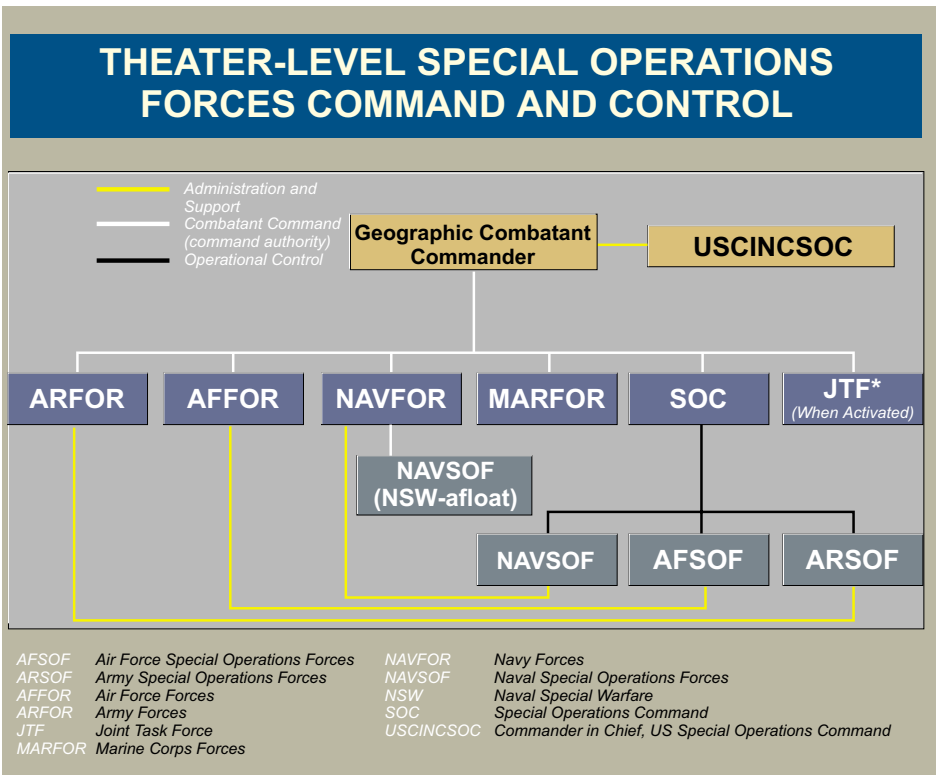 THEATER-LEVEL SPECIAL OPERATIONS
FORCES COMMAND AND CONTROL
Administration and
Support
Combatant Command
(command authority)
Operational Control
Geographic Combatant
Commander
USCINCSOC
ARFOR
AFFOR
NAVFOR
MARFOR
SOC
JTF*
(When Activated)
NAVSOF
(NSW-afloat)
NAVSOF
AFSOF
ARSOF
AFSOF Air Force Special Operations Forces
ARSOF Army Special Operations Forces
AFFOR Air Force Forces
ARFOR Army Forces
JTF Joint Task Force
MARFOR Marine Corps Forces
NAVFOR Navy Forces
NAVSOF Naval Special Operations Forces
NSW Naval Special Warfare
SOC Special Operations Command
USCINCSOC Commander in Chief, US Special Operations Command